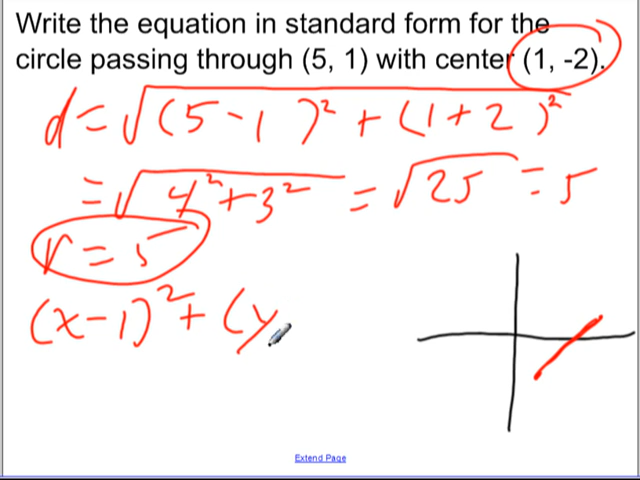 Write the equation in standard form for the
circle passing through (5, 1) with center (1, -2).
d = √(5 - 1)² + (1 + 2)²
= √4² + 3² = √25 = 5
r = 5
(x - 1)² + (y
Extend Page